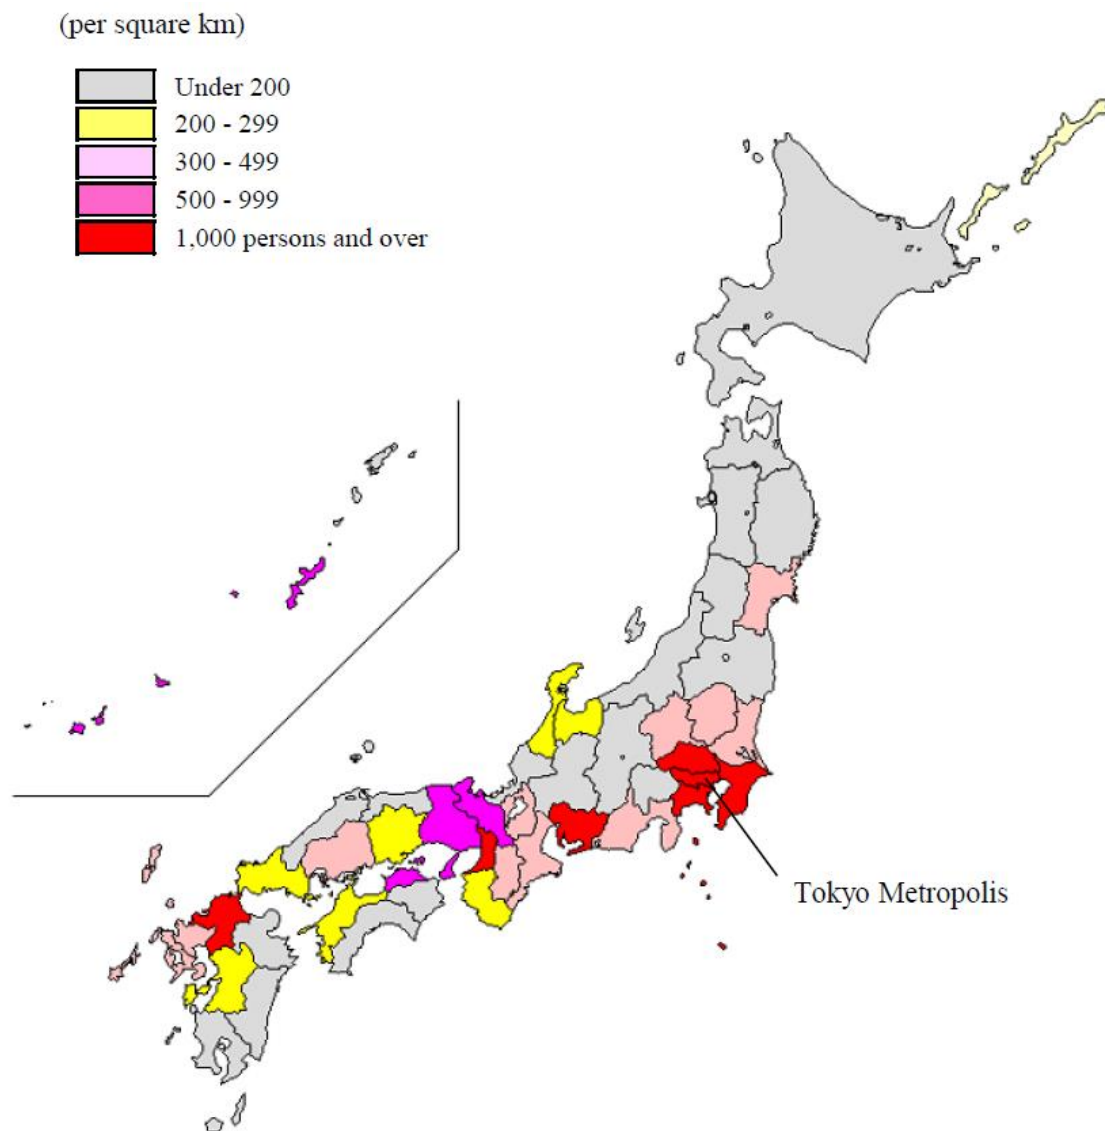 (per square km)
Under 200
200 - 299
300 - 499
500 - 999
1,000 persons and over
Tokyo Metropolis